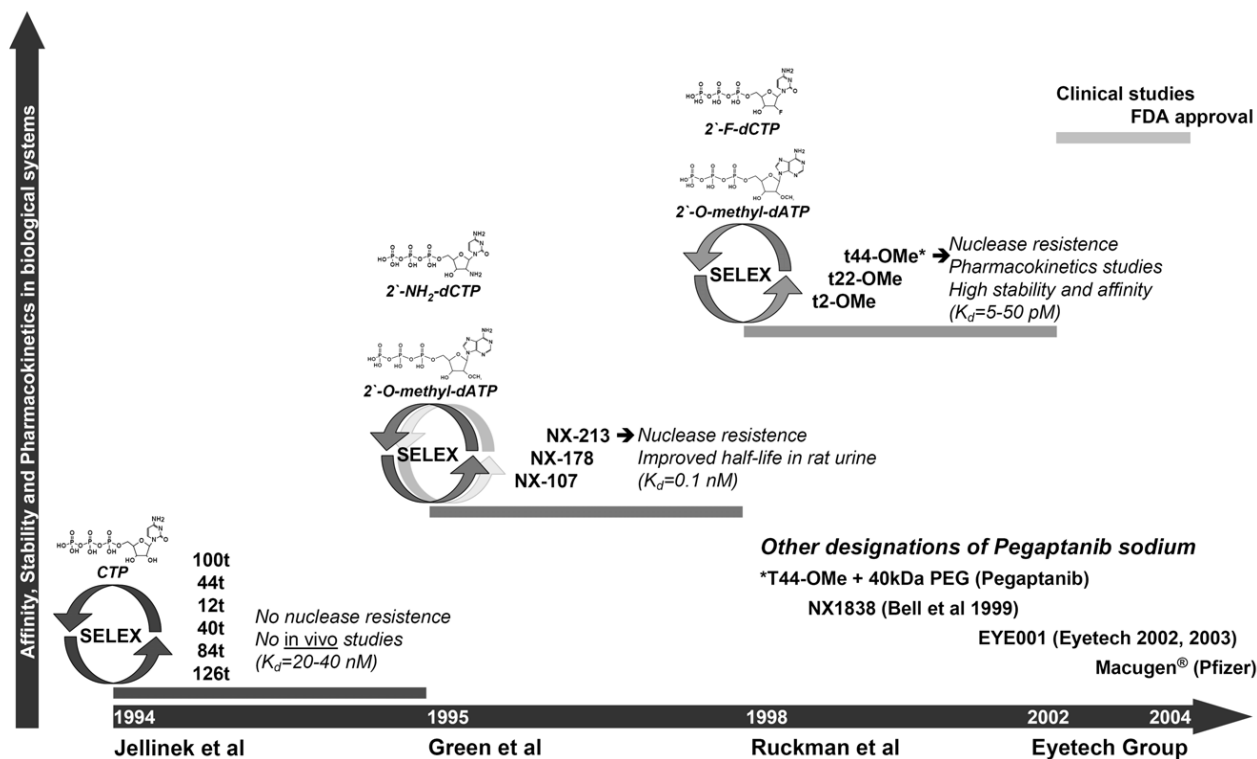 Affinity, Stability and Pharmacokinetics in biological systems
2`-F-dCTP
2`-O-methyl-dATP
SELEX
t44-OMe* ➔ Nuclease resistence
t22-OMe Pharmacokinetics studies
t2-OMe High stability and affinity
(Kd=5-50 pM)
Clinical studies
FDA approval
2`-NH2-dCTP
2`-O-methyl-dATP
SELEX
NX-213 ➔ Nuclease resistence
NX-178 Improved half-life in rat urine
NX-107 (Kd=0.1 nM)
CTP
SELEX
100t
44t
12t
40t
84t
126t
No nuclease resistence
No in vivo studies
(Kd=20-40 nM)
Other designations of Pegaptanib sodium
*T44-OMe + 40kDa PEG (Pegaptanib)
NX1838 (Bell et al 1999)
EYE001 (Eyetech 2002, 2003)
Macugen® (Pfizer)
1994 1995 1998 2002 2004
Jellinek et al Green et al Ruckman et al Eyetech Group